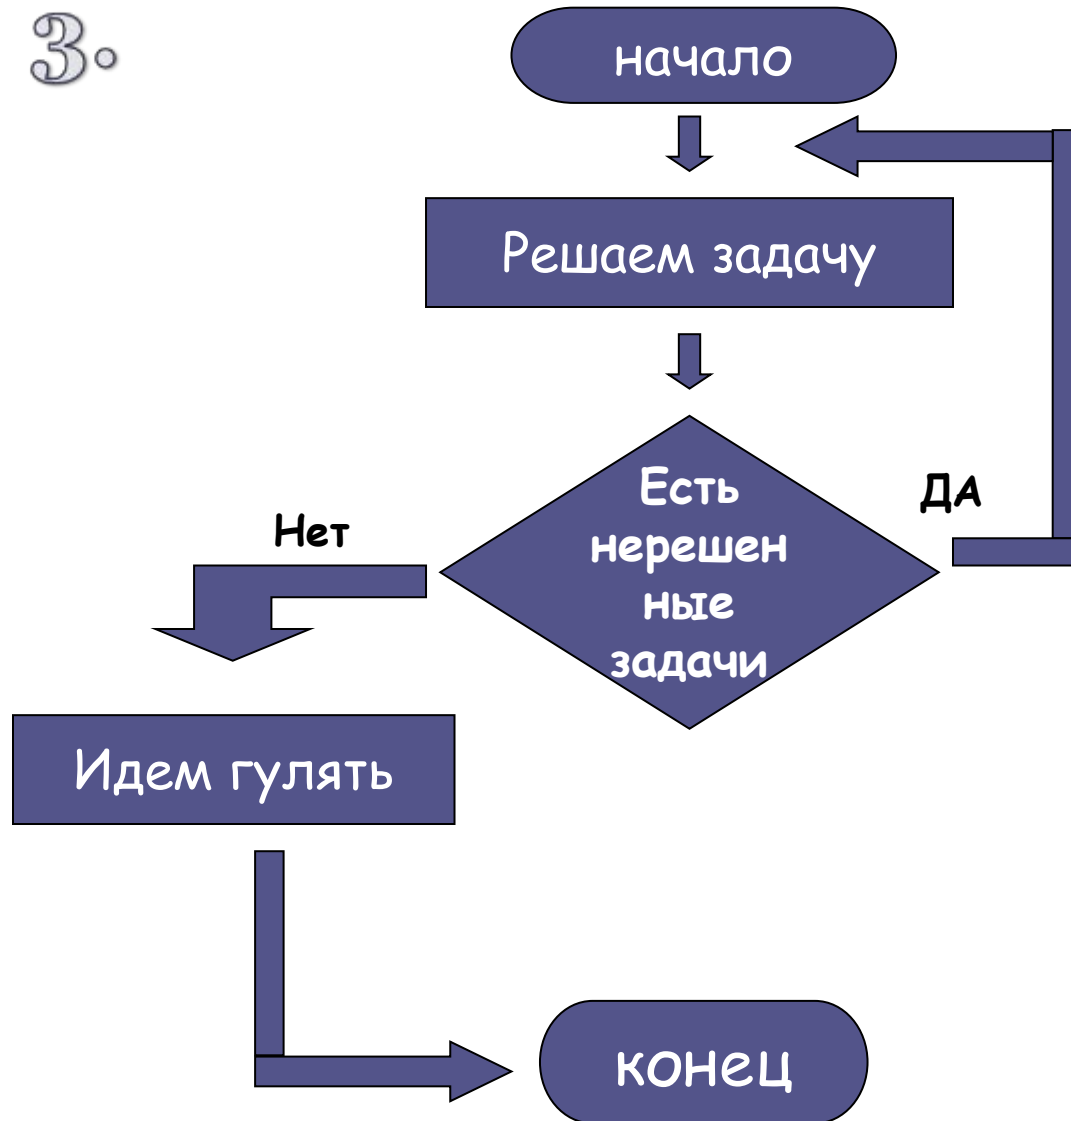 3.
начало
Решаем задачу
Есть
нерешен
ные
задачи
ДА
Нет
Идем гулять
конец